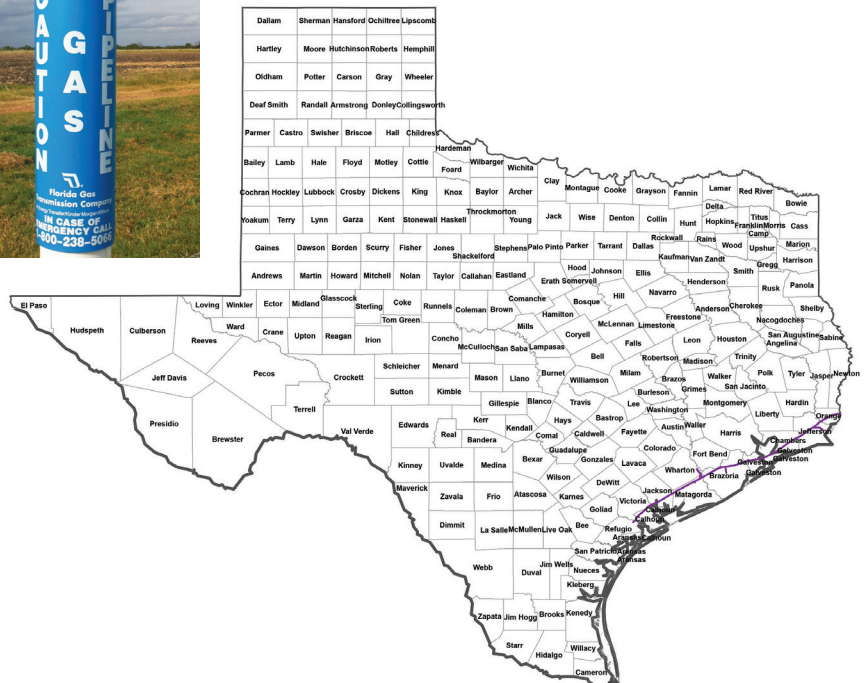 CAUTION
GAS
PIPELINE
Florida Gas
Transmission Company
IN CASE OF
EMERGENCY CALL
1-800-238-5066
Dallam Sherman Hansford Ochiltree Lipscomb
Hartley Moore Hutchinson Roberts Hemphill
Oldham Potter Carson Gray Wheeler
Deaf Smith Randall Armstrong Donley Collingsworth
Parmer Castro Swisher Briscoe Hall Childress
Hardeman
Bailey Lamb Hale Floyd Motley Cottle Foard Wilbarger Wichita
Clay Montague Cooke Grayson Fannin Lamar Red River Bowie
Cochran Hockley Lubbock Crosby Dickens King Knox Baylor Archer
Delta Titus
Hopkins Franklin Morris Cass
Camp
Yoakum Terry Lynn Garza Kent Stonewall Haskell Throckmorton Young Jack Wise Denton Collin Hunt
Rockwall Rains Wood Upshur Marion
Gaines Dawson Borden Scurry Fisher Jones Shackelford Stephens Palo Pinto Parker Tarrant Dallas
Kaufman Van Zandt Gregg Harrison
Andrews Martin Howard Mitchell Nolan Taylor Callahan Eastland Erath Somervell Hood Johnson Ellis Henderson Smith Rusk Panola
El Paso Hudspeth Culberson Loving Winkler Ector Midland Glasscock Sterling Coke Runnels Coleman Brown Comanche Hamilton Bosque Hill Navarro Freestone Anderson Cherokee Nacogdoches Shelby
Tom Green
Reeves Ward Crane Upton Reagan Irion Concho McCulloch San Saba Mills Lampasas Coryell McLennan Limestone Falls Leon Houston Angelina San Augustine Sabine
Jeff Davis Pecos Crockett Schleicher Menard Mason Llano Burnet Bell Milam Robertson Madison Trinity Polk Tyler Jasper Newton
Presidio Brewster Terrell Val Verde Sutton Kimble Gillespie Blanco Williamson Travis Burleson Brazos Grimes Walker San Jacinto
Lee Washington Montgomery Liberty Hardin Orange
Edwards Real Kerr Kendall Hays Bastrop Fayette Austin Waller Harris Jefferson
Bandera Comal Caldwell Chambers
Guadalupe Colorado Fort Bend Galveston
Galveston
Galveston
Galveston
Kinney Uvalde Medina Bexar Wilson Gonzales Lavaca Wharton Brazoria
Maverick Zavala Frio Atascosa Karnes DeWitt Victoria Jackson Matagorda
Goliad Calhoun
Calhoun
Calhoun
Dimmit La Salle McMullen Live Oak Bee Refugio
Aransas
Aransas
Aransas
San Patricio
Webb Duval Jim Wells Nueces
Kleberg
Zapata Jim Hogg Brooks Kenedy
Starr Hidalgo Willacy
Cameron